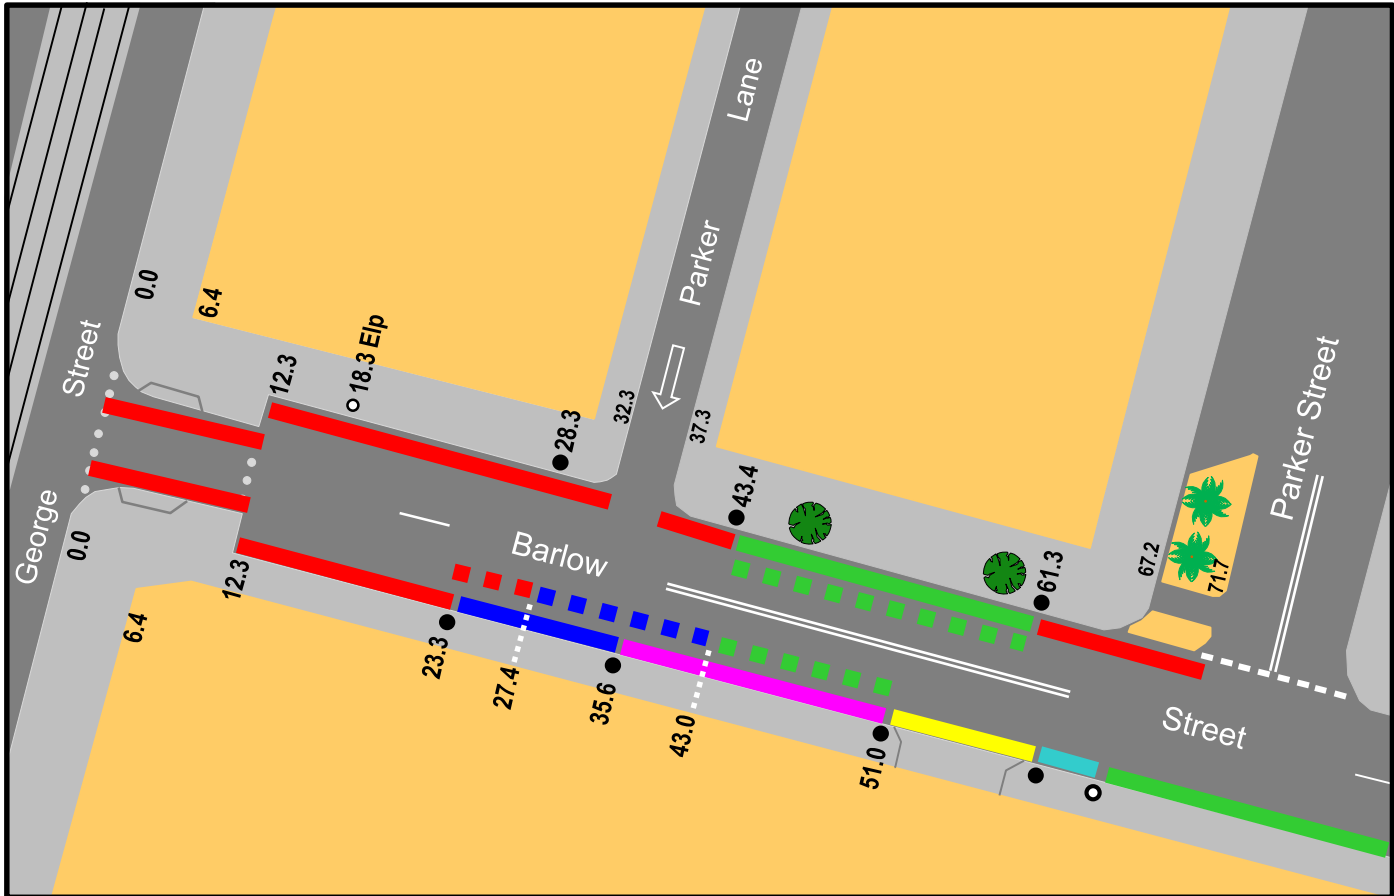 Lane
Parker
0.0
6.4
Street
18.3 Elp
12.3
32.3
28.3
37.3
43.4
Parker Street
George
0.0
Barlow
12.3
61.3
67.2
71.7
6.4
23.3
27.4
35.6
43.0
51.0
Street